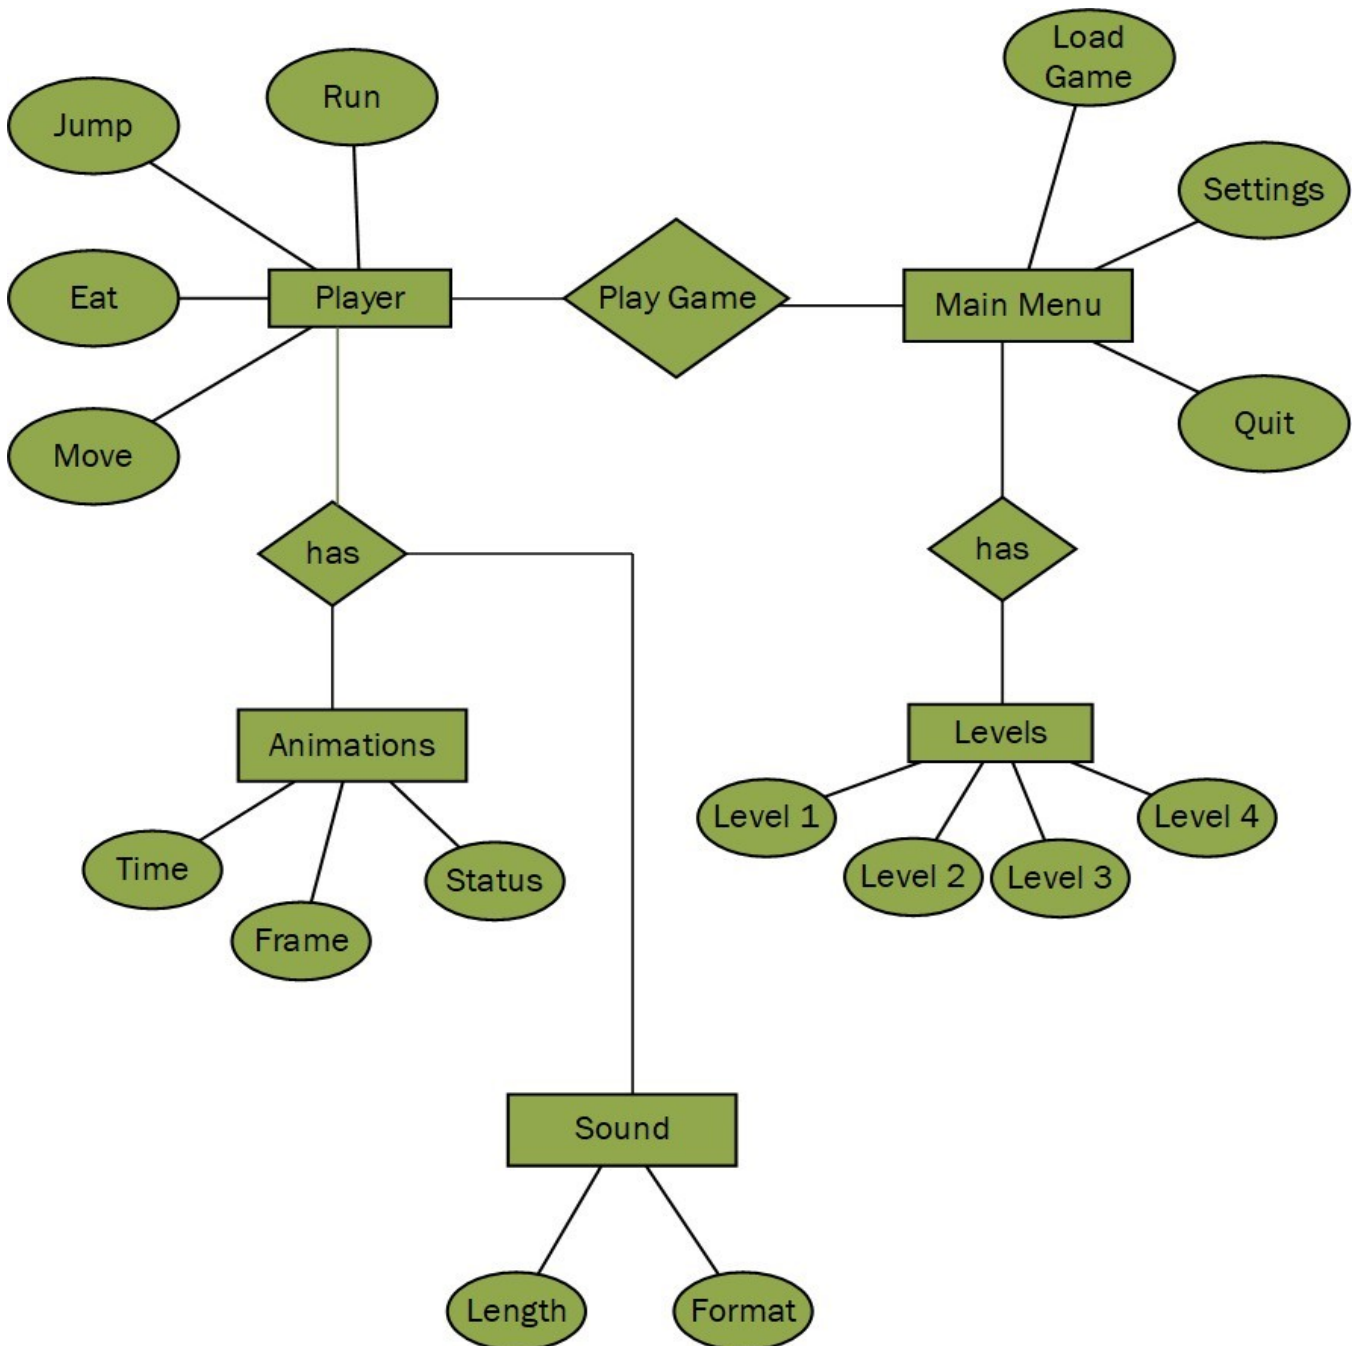 Load
Game
Run
Jump
Settings
Eat
Player
Play Game
Main Menu
Quit
Move
has
has
Levels
Animations
Level 1
Level 4
Time
Status
Level 2
Level 3
Frame
Sound
Length
Format